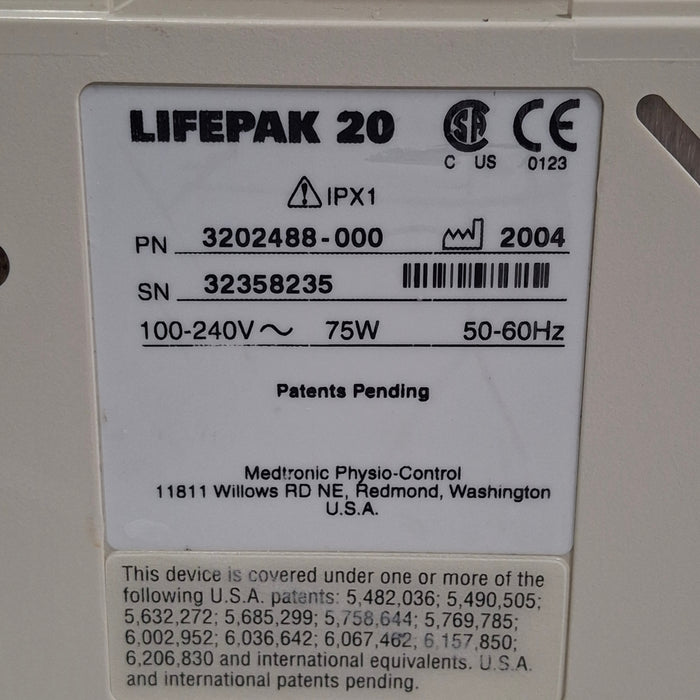 LIFEPAK 20
C US 0123
IPX1
PN 3202488-000 2004
SN 32358235
100-240V~ 75W 50-60Hz
Patents Pending
Medtronic Physio-Control
11811 Willows RD NE, Redmond, Washington
U.S.A.
This device is covered under one or more of the
following U.S.A. patents: 5,482,036; 5,490,505;
5,632,272; 5,685,299; 5,758,644; 5,769,785;
6,002,952; 6,036,642; 6,067,462; 6,157,850;
6,206,830 and international equivalents. U.S.A.
and international patents pending.